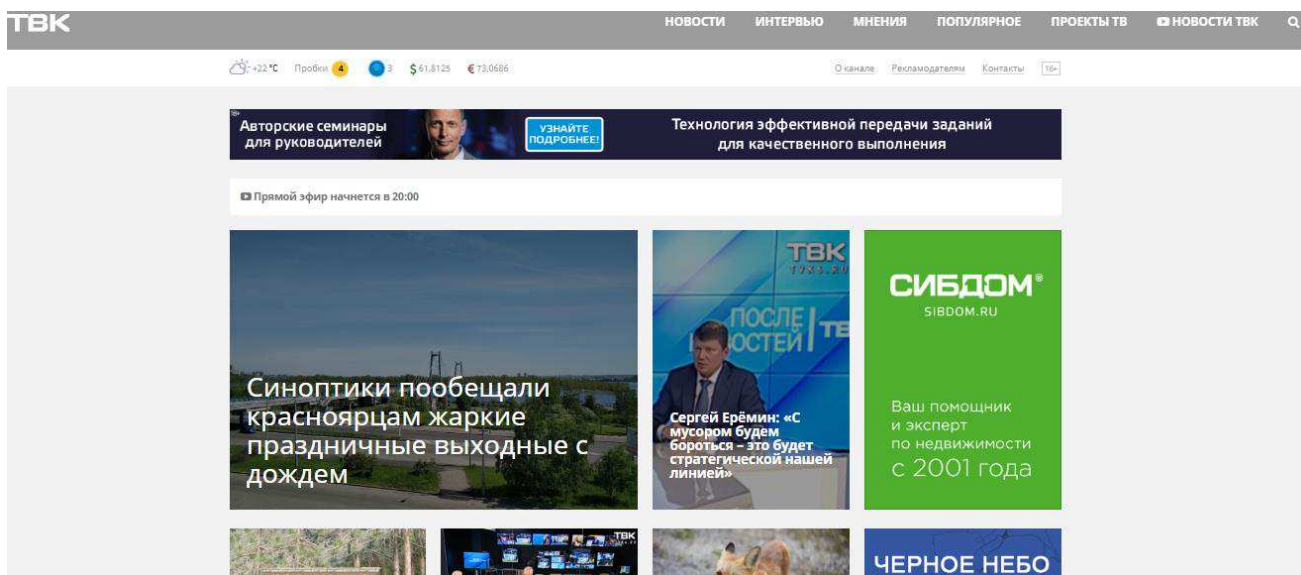 ТВК
НОВОСТИ ИНТЕРВЬЮ МНЕНИЯ ПОПУЛЯРНОЕ ПРОЕКТЫ ТВ НОВОСТИ ТВК
+22 °C Пробки 4 3 $ 61,8125 € 73,0686
О канале Рекламодателям Контакты 16+
Авторские семинары
для руководителей
УЗНАЙТЕ
ПОДРОБНЕЕ!
Технология эффективной передачи заданий
для качественного выполнения
Прямой эфир начнется в 20:00
Синоптики пообещали
красноярцам жаркие
праздничные выходные с
дождем
ТВК
TVK6.RU
ПОСЛЕ
НОВОСТЕЙ
Сергей Ерёмин: «С
мусором будем
бороться – это будет
стратегической нашей
линией»
СИБДОМ®
SIBDOM.RU
Ваш помощник
и эксперт
по недвижимости
с 2001 года
ТВК
ЧЕРНОЕ НЕБО